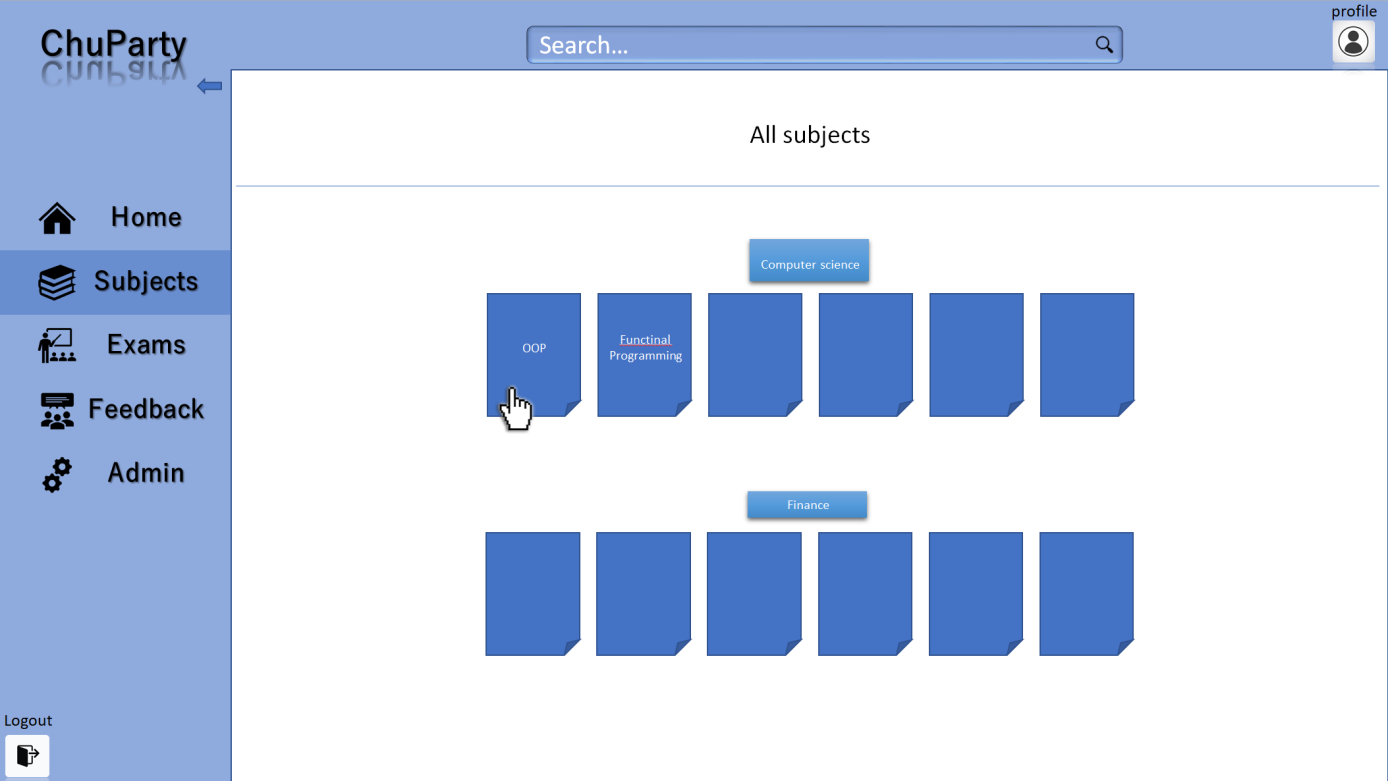 profile
ChuParty
Search...
All subjects
Home
Subjects
Exams
Feedback
Admin
Computer science
OOP
Functinal
Programming
Finance
Logout